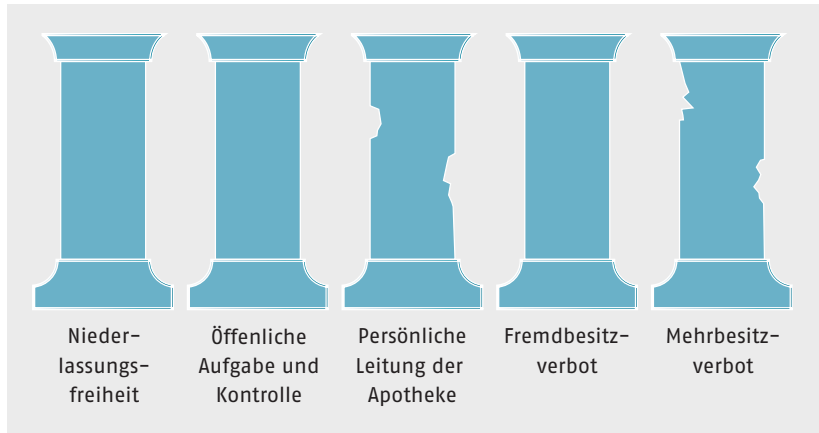 Nieder-
lassungs-
freiheit
Öffenliche
Aufgabe und
Kontrolle
Persönliche
Leitung der
Apotheke
Fremdbesitz-
verbot
Mehrbesitz-
verbot